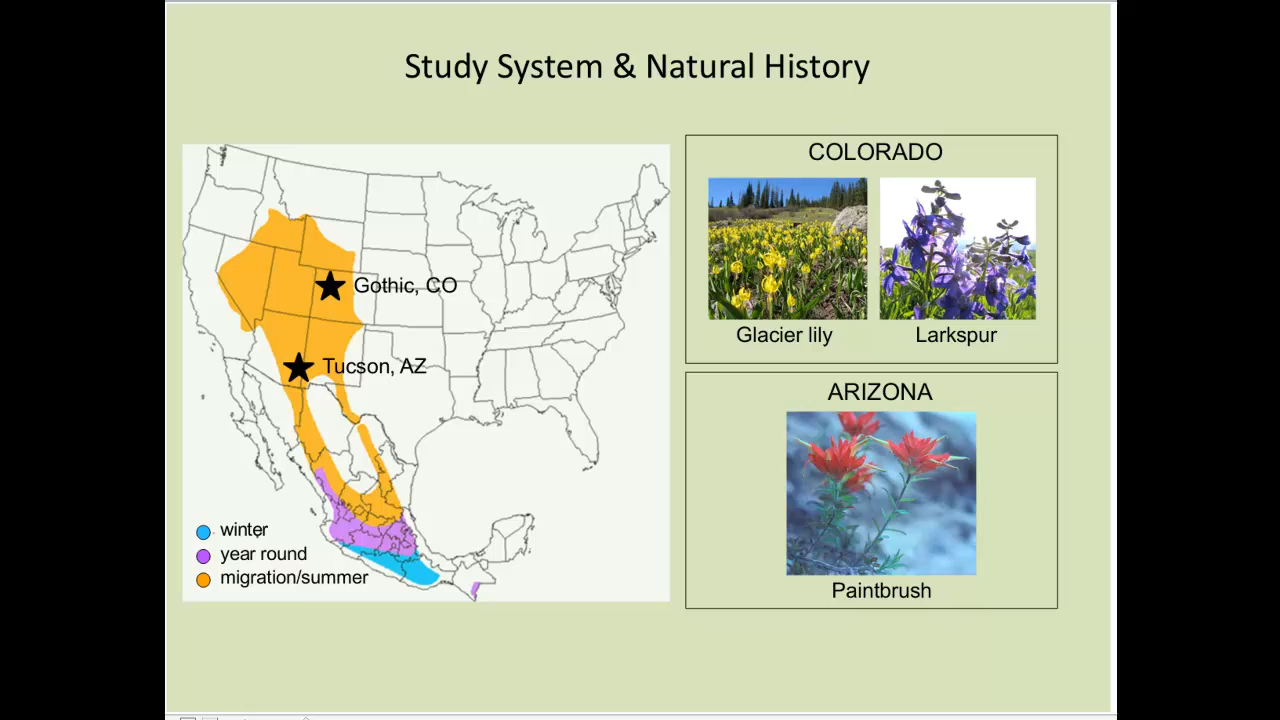 Study System & Natural History
Gothic, CO
Tucson, AZ
winter
year round
migration/summer
COLORADO
Glacier lily
Larkspur
ARIZONA
Paintbrush